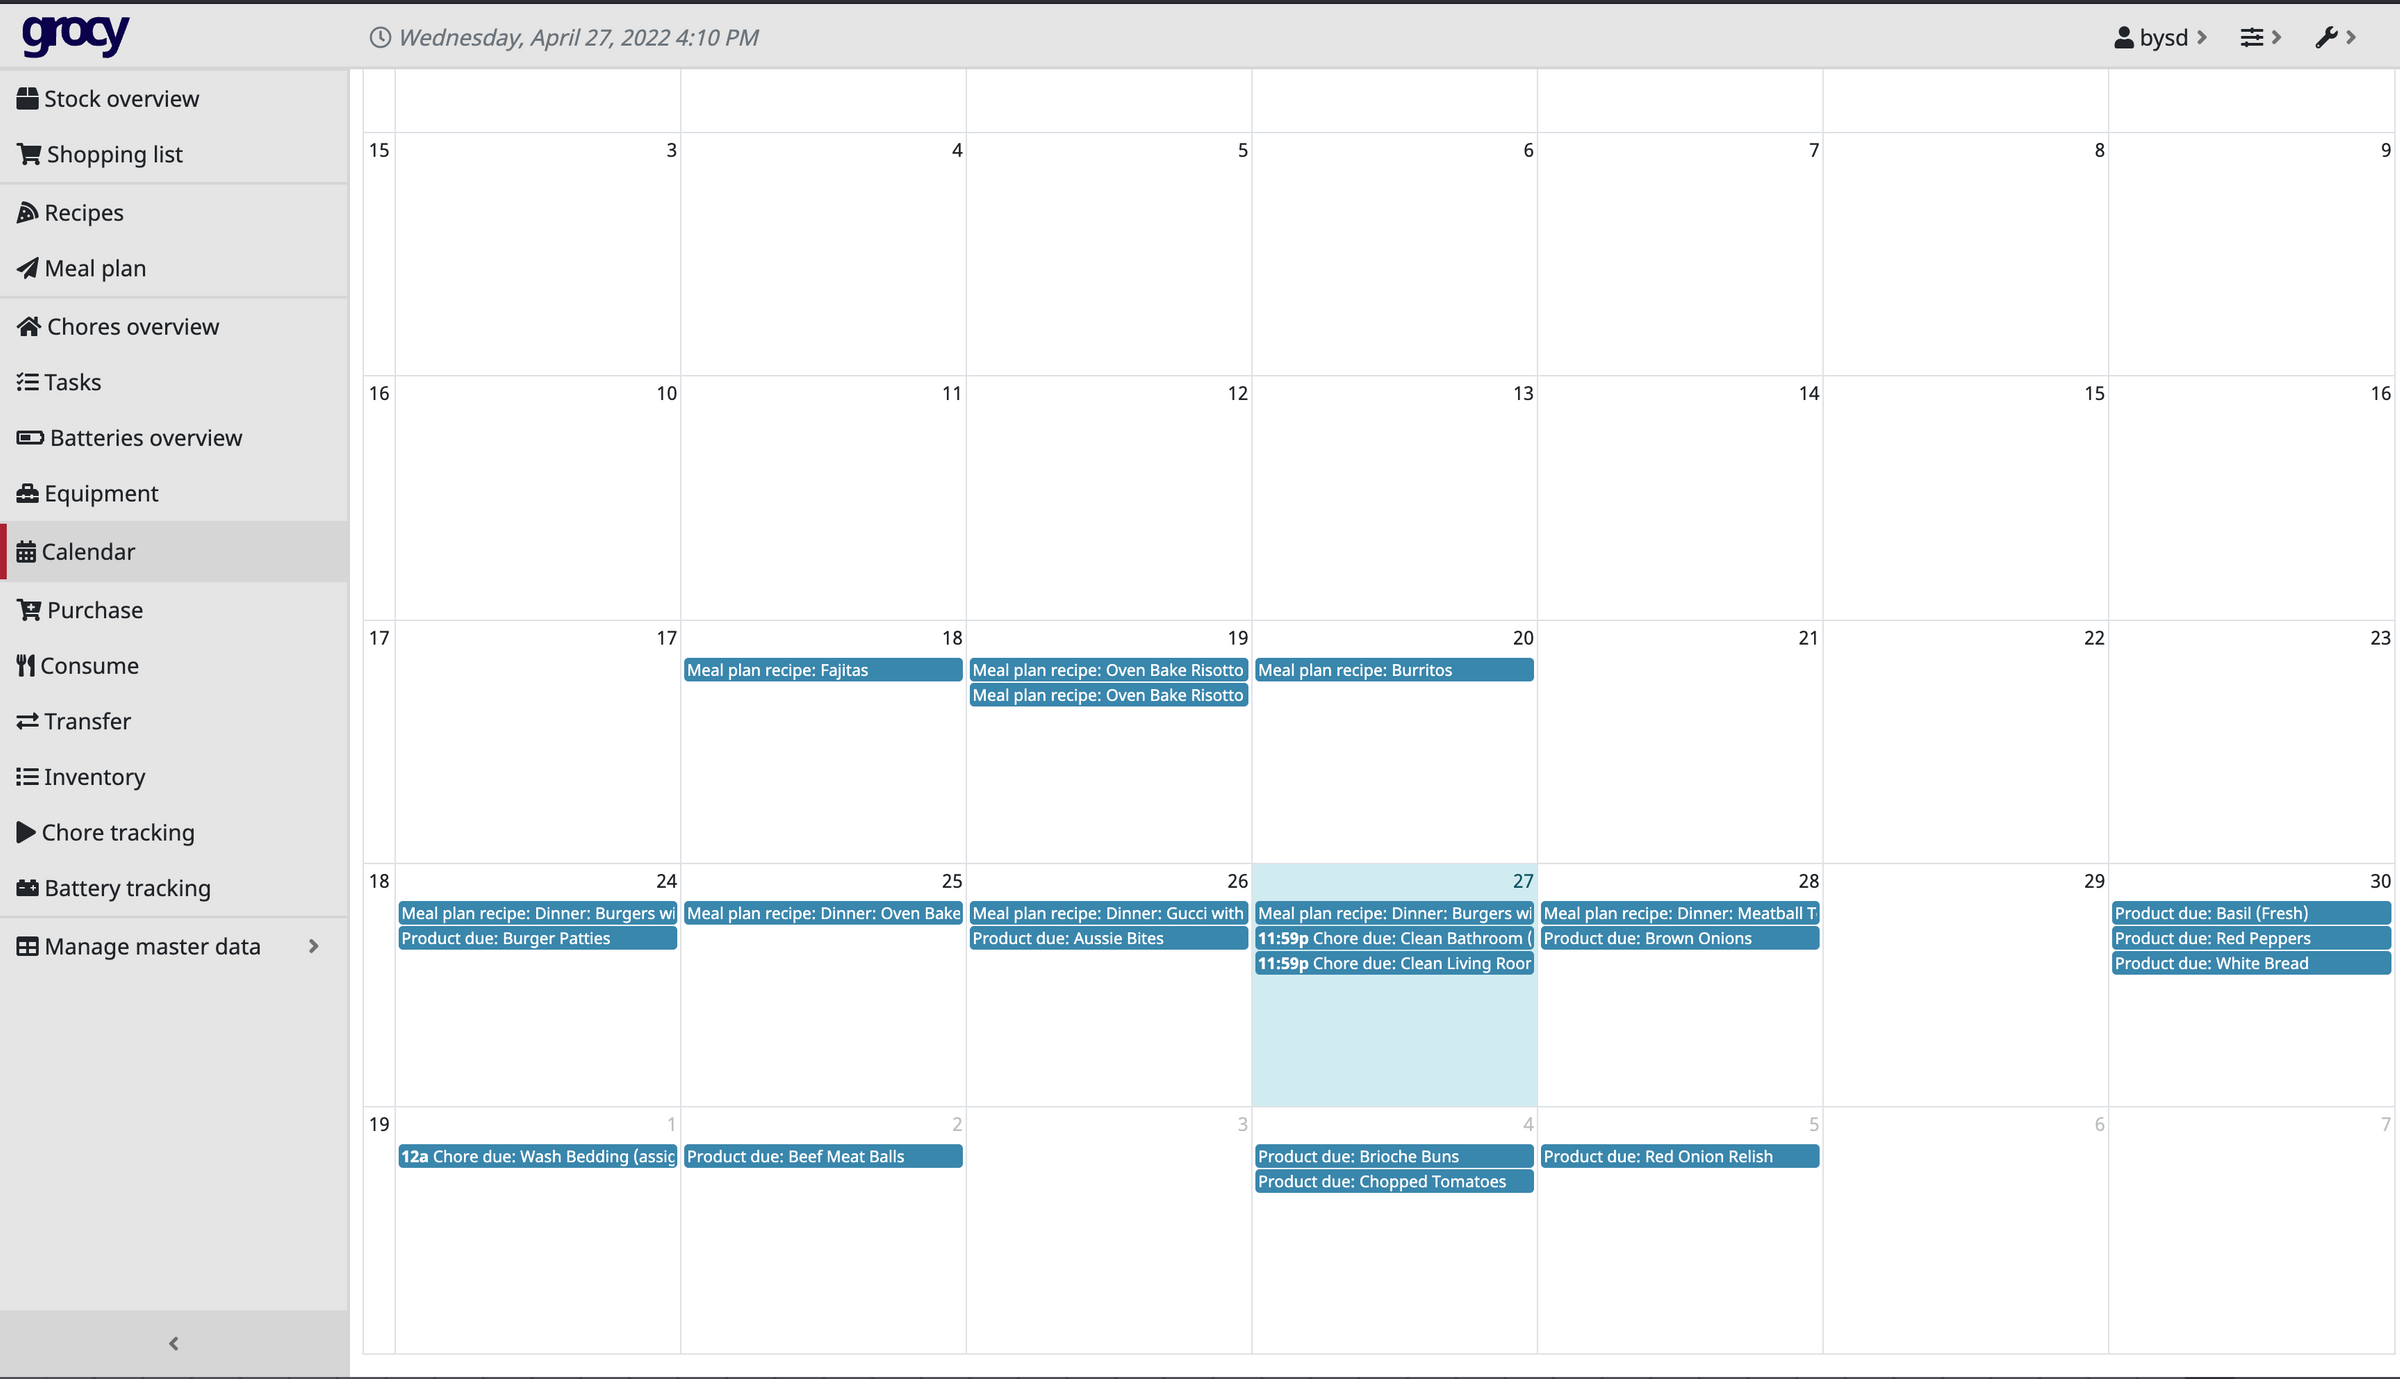 grocy
Wednesday, April 27, 2022 4:10 PM
bysd
Stock overview
Shopping list
Recipes
Meal plan
Chores overview
Tasks
Batteries overview
Equipment
Calendar
Purchase
Consume
Transfer
Inventory
Chore tracking
Battery tracking
Manage master data
15 3 4 5 6 7 8 9
16 10 11 12 13 14 15 16
17 17 18 19 20 21 22 23
Meal plan recipe: Fajitas
Meal plan recipe: Oven Bake Risotto
Meal plan recipe: Oven Bake Risotto
Meal plan recipe: Burritos
18 24 25 26 27 28 29 30
Meal plan recipe: Dinner: Burgers wi
Product due: Burger Patties
Meal plan recipe: Dinner: Oven Bake
Meal plan recipe: Dinner: Gucci with
Product due: Aussie Bites
Meal plan recipe: Dinner: Burgers wi
11:59p Chore due: Clean Bathroom (
11:59p Chore due: Clean Living Roor
Meal plan recipe: Dinner: Meatball T
Product due: Brown Onions
Product due: Basil (Fresh)
Product due: Red Peppers
Product due: White Bread
19 1 2 3 4 5 6 7
12a Chore due: Wash Bedding (assig
Product due: Beef Meat Balls
Product due: Brioche Buns
Product due: Chopped Tomatoes
Product due: Red Onion Relish